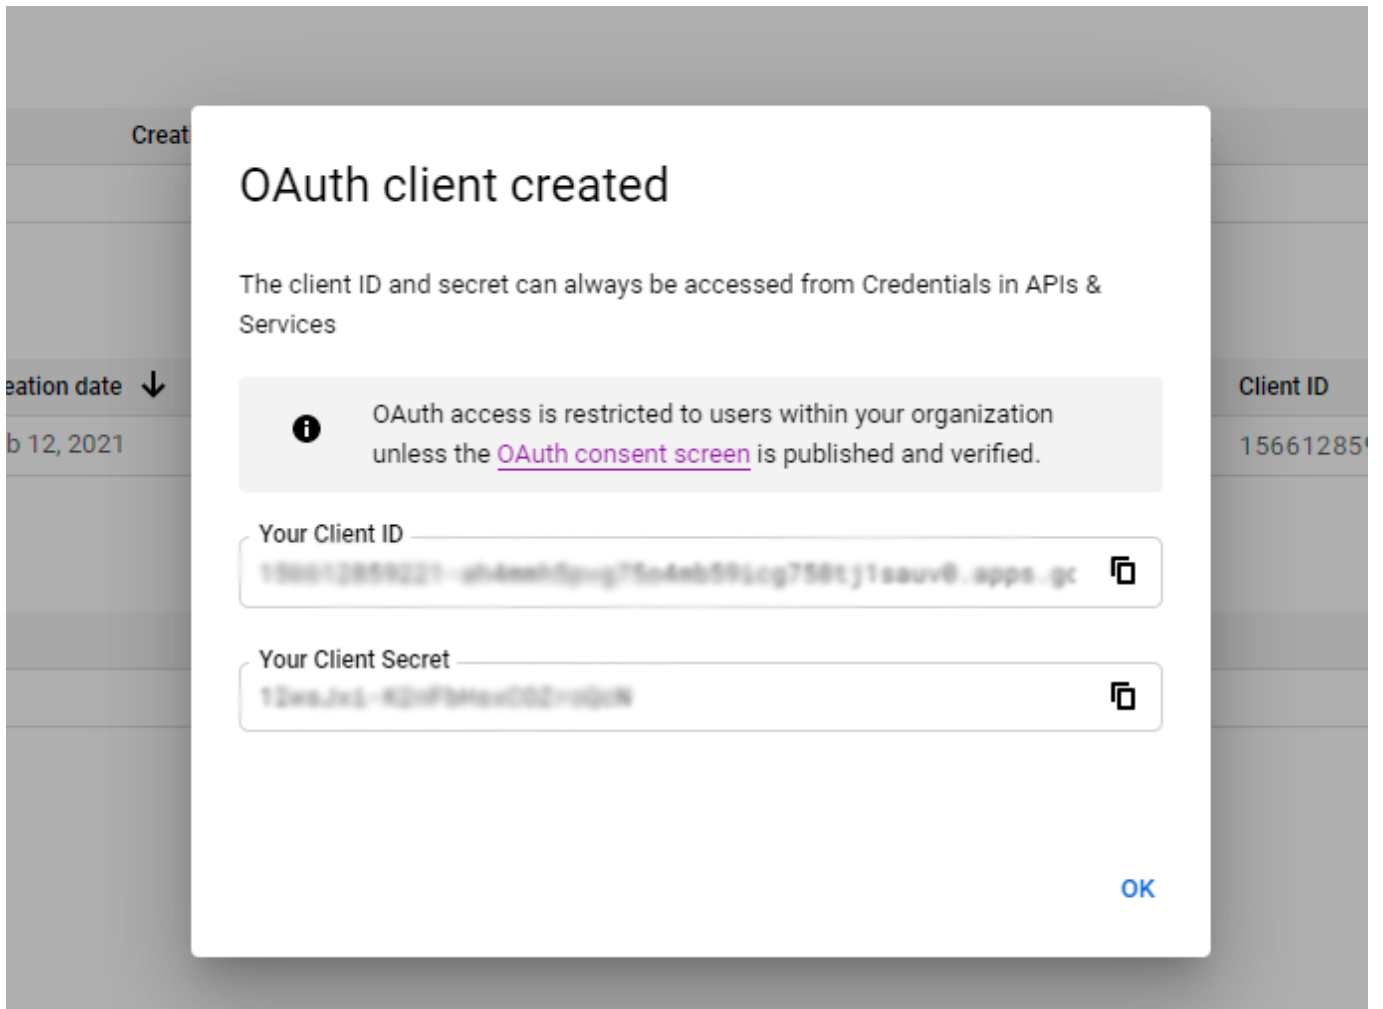 Creati
OAuth client created
The client ID and secret can always be accessed from Credentials in APIs &
Services
eation date
Client ID
OAuth access is restricted to users within your organization
unless the OAuth consent screen is published and verified.
b 12, 2021
15661285
Your Client ID
Your Client Secret
OK